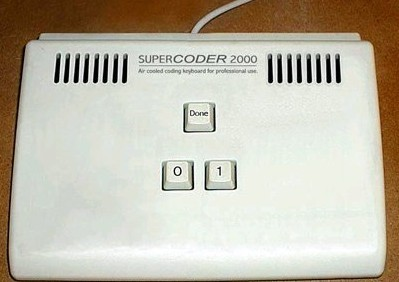 SUPERCODER 2000
Air cooled coding keyboard for professional use.
Done
0 1